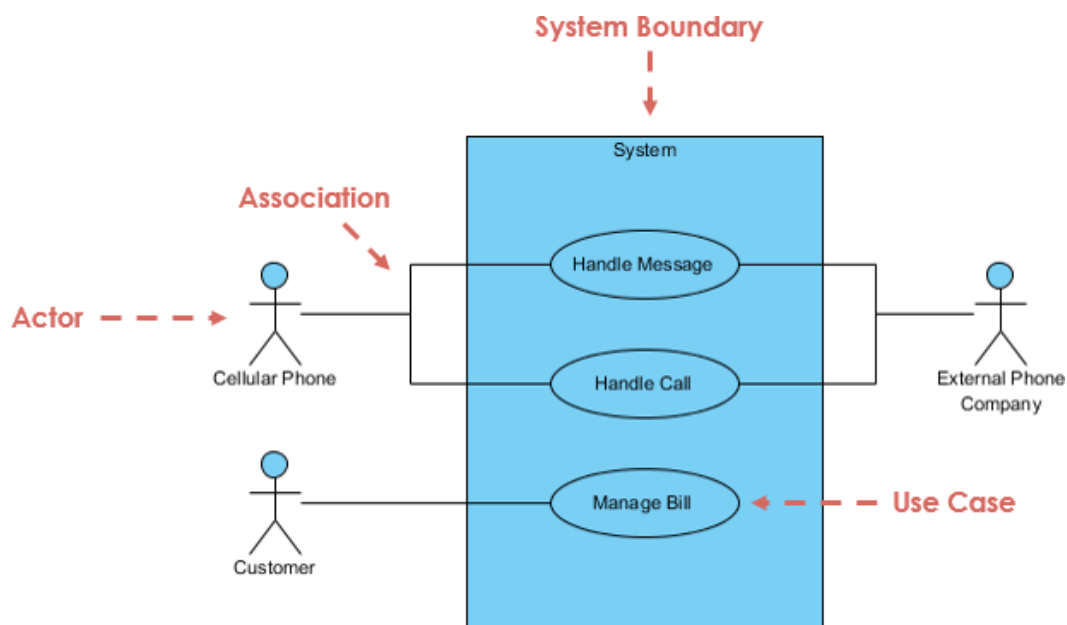 System Boundary
System
Association
Handle Message
Actor
Cellular Phone
Handle Call
External Phone
Company
Manage Bill
Use Case
Customer